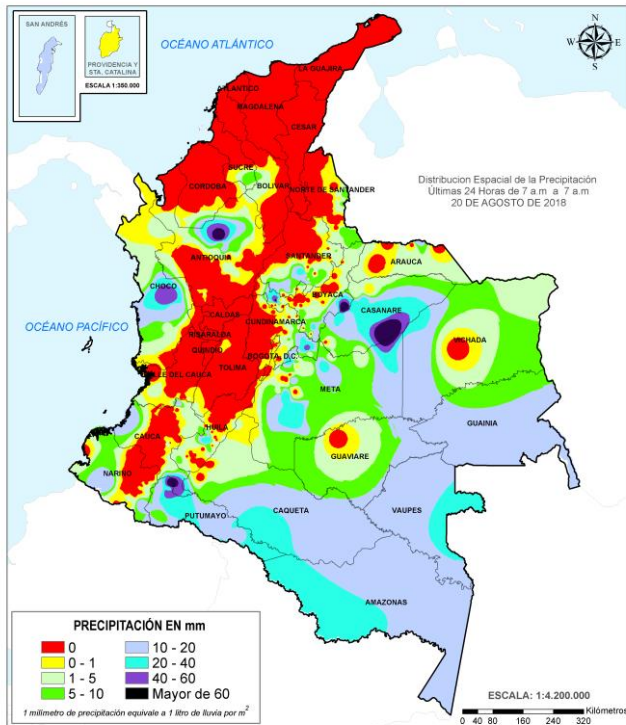 SAN ANDRÉS
PROVIDENCIA Y
STA. CATALINA
ESCALA 1:350.000
OCÉANO ATLÁNTICO
N
W E
S
LA GUAJIRA
ATLANTICO
MAGDALENA
CESAR
Distribucion Espacial de la Precipitación
Últimas 24 Horas de 7 a.m a 7 a.m
20 DE AGOSTO DE 2018
SUCRE
CORDOBA
BOLIVAR
NORTE DE SANTANDER
ANTIOQUIA
SANTANDER
ARAUCA
CHOCO
BOYACA
CASANARE
OCÉANO PACÍFICO
CALDAS
CUNDINAMARCA
RISARALDA
VICHADA
QUINDIO
BOGOTA, D.C.
TOLIMA
VALLE DEL CAUCA
META
GUAINIA
CAUCA
HUILA
GUAVIARE
NARIÑO
PUTUMAYO
CAQUETA
VAUPES
AMAZONAS
PRECIPITACIÓN EN mm
0 10 - 20
0 - 1 20 - 40
1 - 5 40 - 60
5 - 10 Mayor de 60
1 milimetro de precipitación equivale a 1 litro de lluvia por m²
ESCALA: 1:4.200.000
Kilómetros
0 40 80 160 240 320